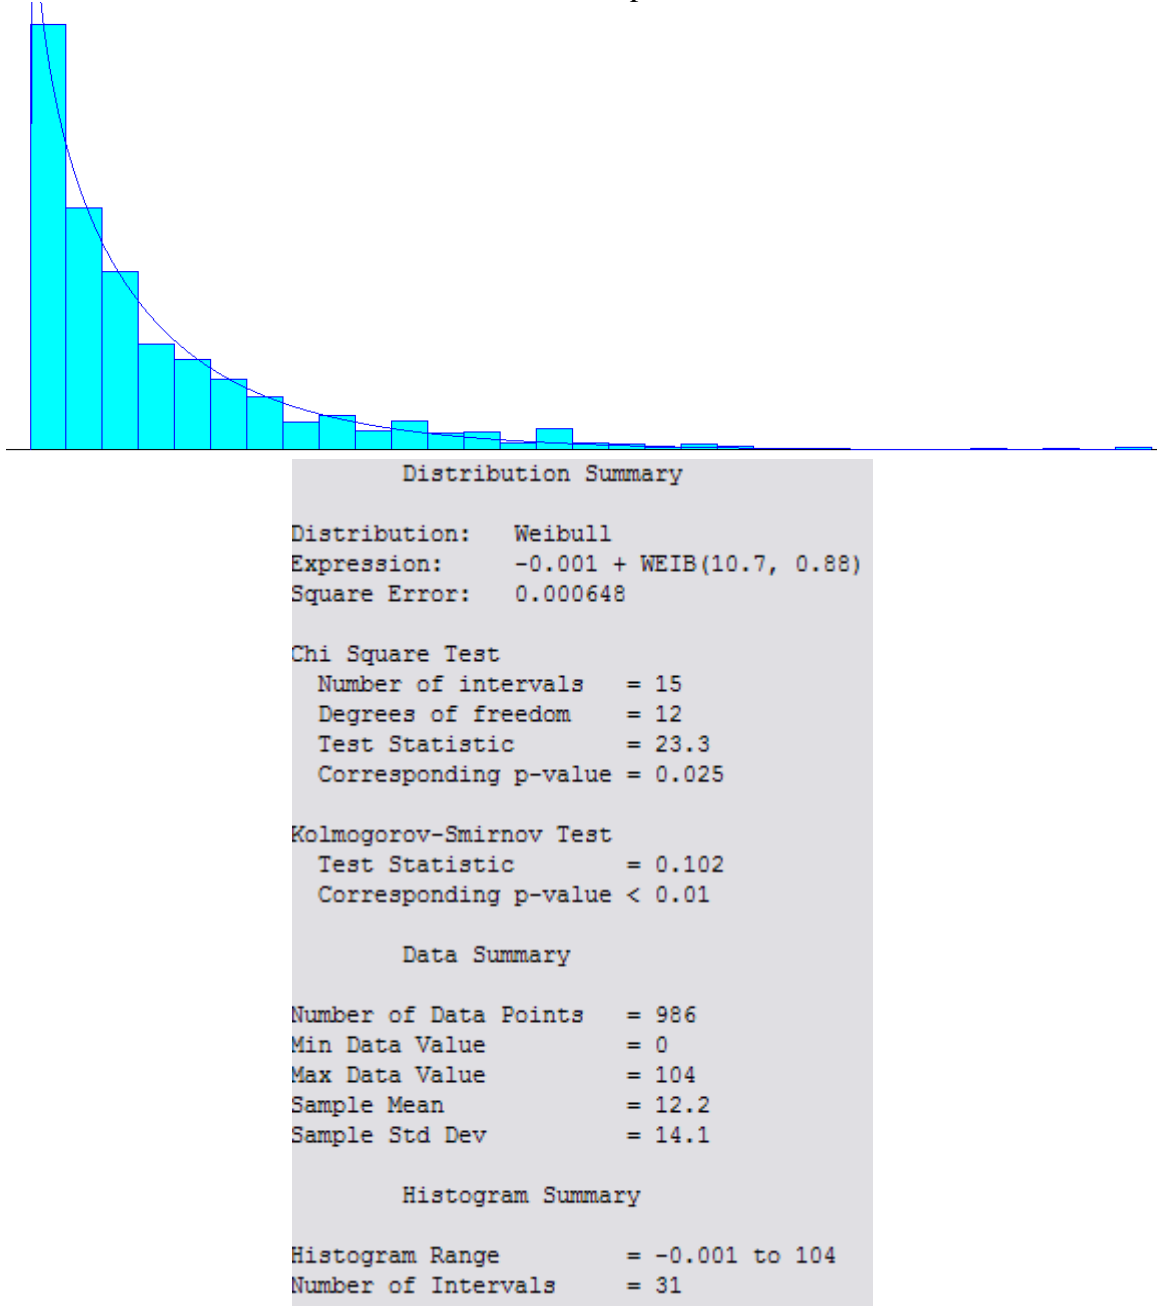 Distribution Summary
Distribution: Weibull
Expression: -0.001 + WEIB(10.7, 0.88)
Square Error: 0.000648
Chi Square Test
Number of intervals = 15
Degrees of freedom = 12
Test Statistic = 23.3
Corresponding p-value = 0.025
Kolmogorov-Smirnov Test
Test Statistic = 0.102
Corresponding p-value < 0.01
Data Summary
Number of Data Points = 986
Min Data Value = 0
Max Data Value = 104
Sample Mean = 12.2
Sample Std Dev = 14.1
Histogram Summary
Histogram Range = -0.001 to 104
Number of Intervals = 31